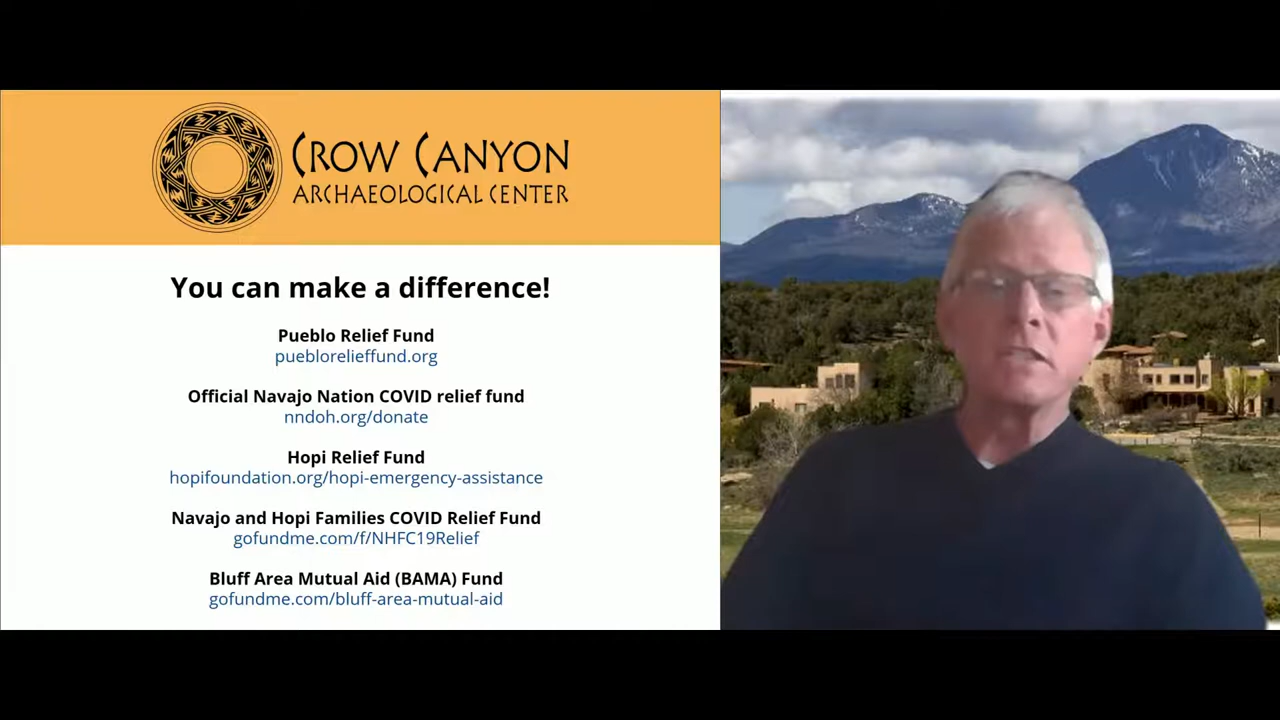 CROW CANYON
ARCHAEOLOGICAL CENTER
You can make a difference!
Pueblo Relief Fund
pueblorelieffund.org
Official Navajo Nation COVID relief fund
nndoh.org/donate
Hopi Relief Fund
hopifoundation.org/hopi-emergency-assistance
Navajo and Hopi Families COVID Relief Fund
gofundme.com/f/NHFC19Relief
Bluff Area Mutual Aid (BAMA) Fund
gofundme.com/bluff-area-mutual-aid